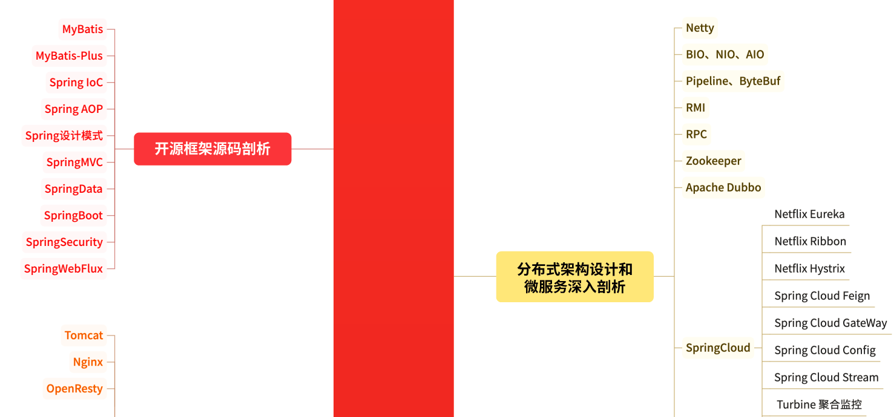 MyBatis
MyBatis-Plus
Spring IoC
Spring AOP
Spring设计模式
SpringMVC
SpringData
SpringBoot
SpringSecurity
SpringWebFlux
开源框架源码剖析
Tomcat
Nginx
OpenResty
分布式架构设计和
微服务深入剖析
Netty
BIO、NIO、AIO
Pipeline、ByteBuf
RMI
RPC
Zookeeper
Apache Dubbo
SpringCloud
Netflix Eureka
Netflix Ribbon
Netflix Hystrix
Spring Cloud Feign
Spring Cloud GateWay
Spring Cloud Config
Spring Cloud Stream
Turbine 聚合监控